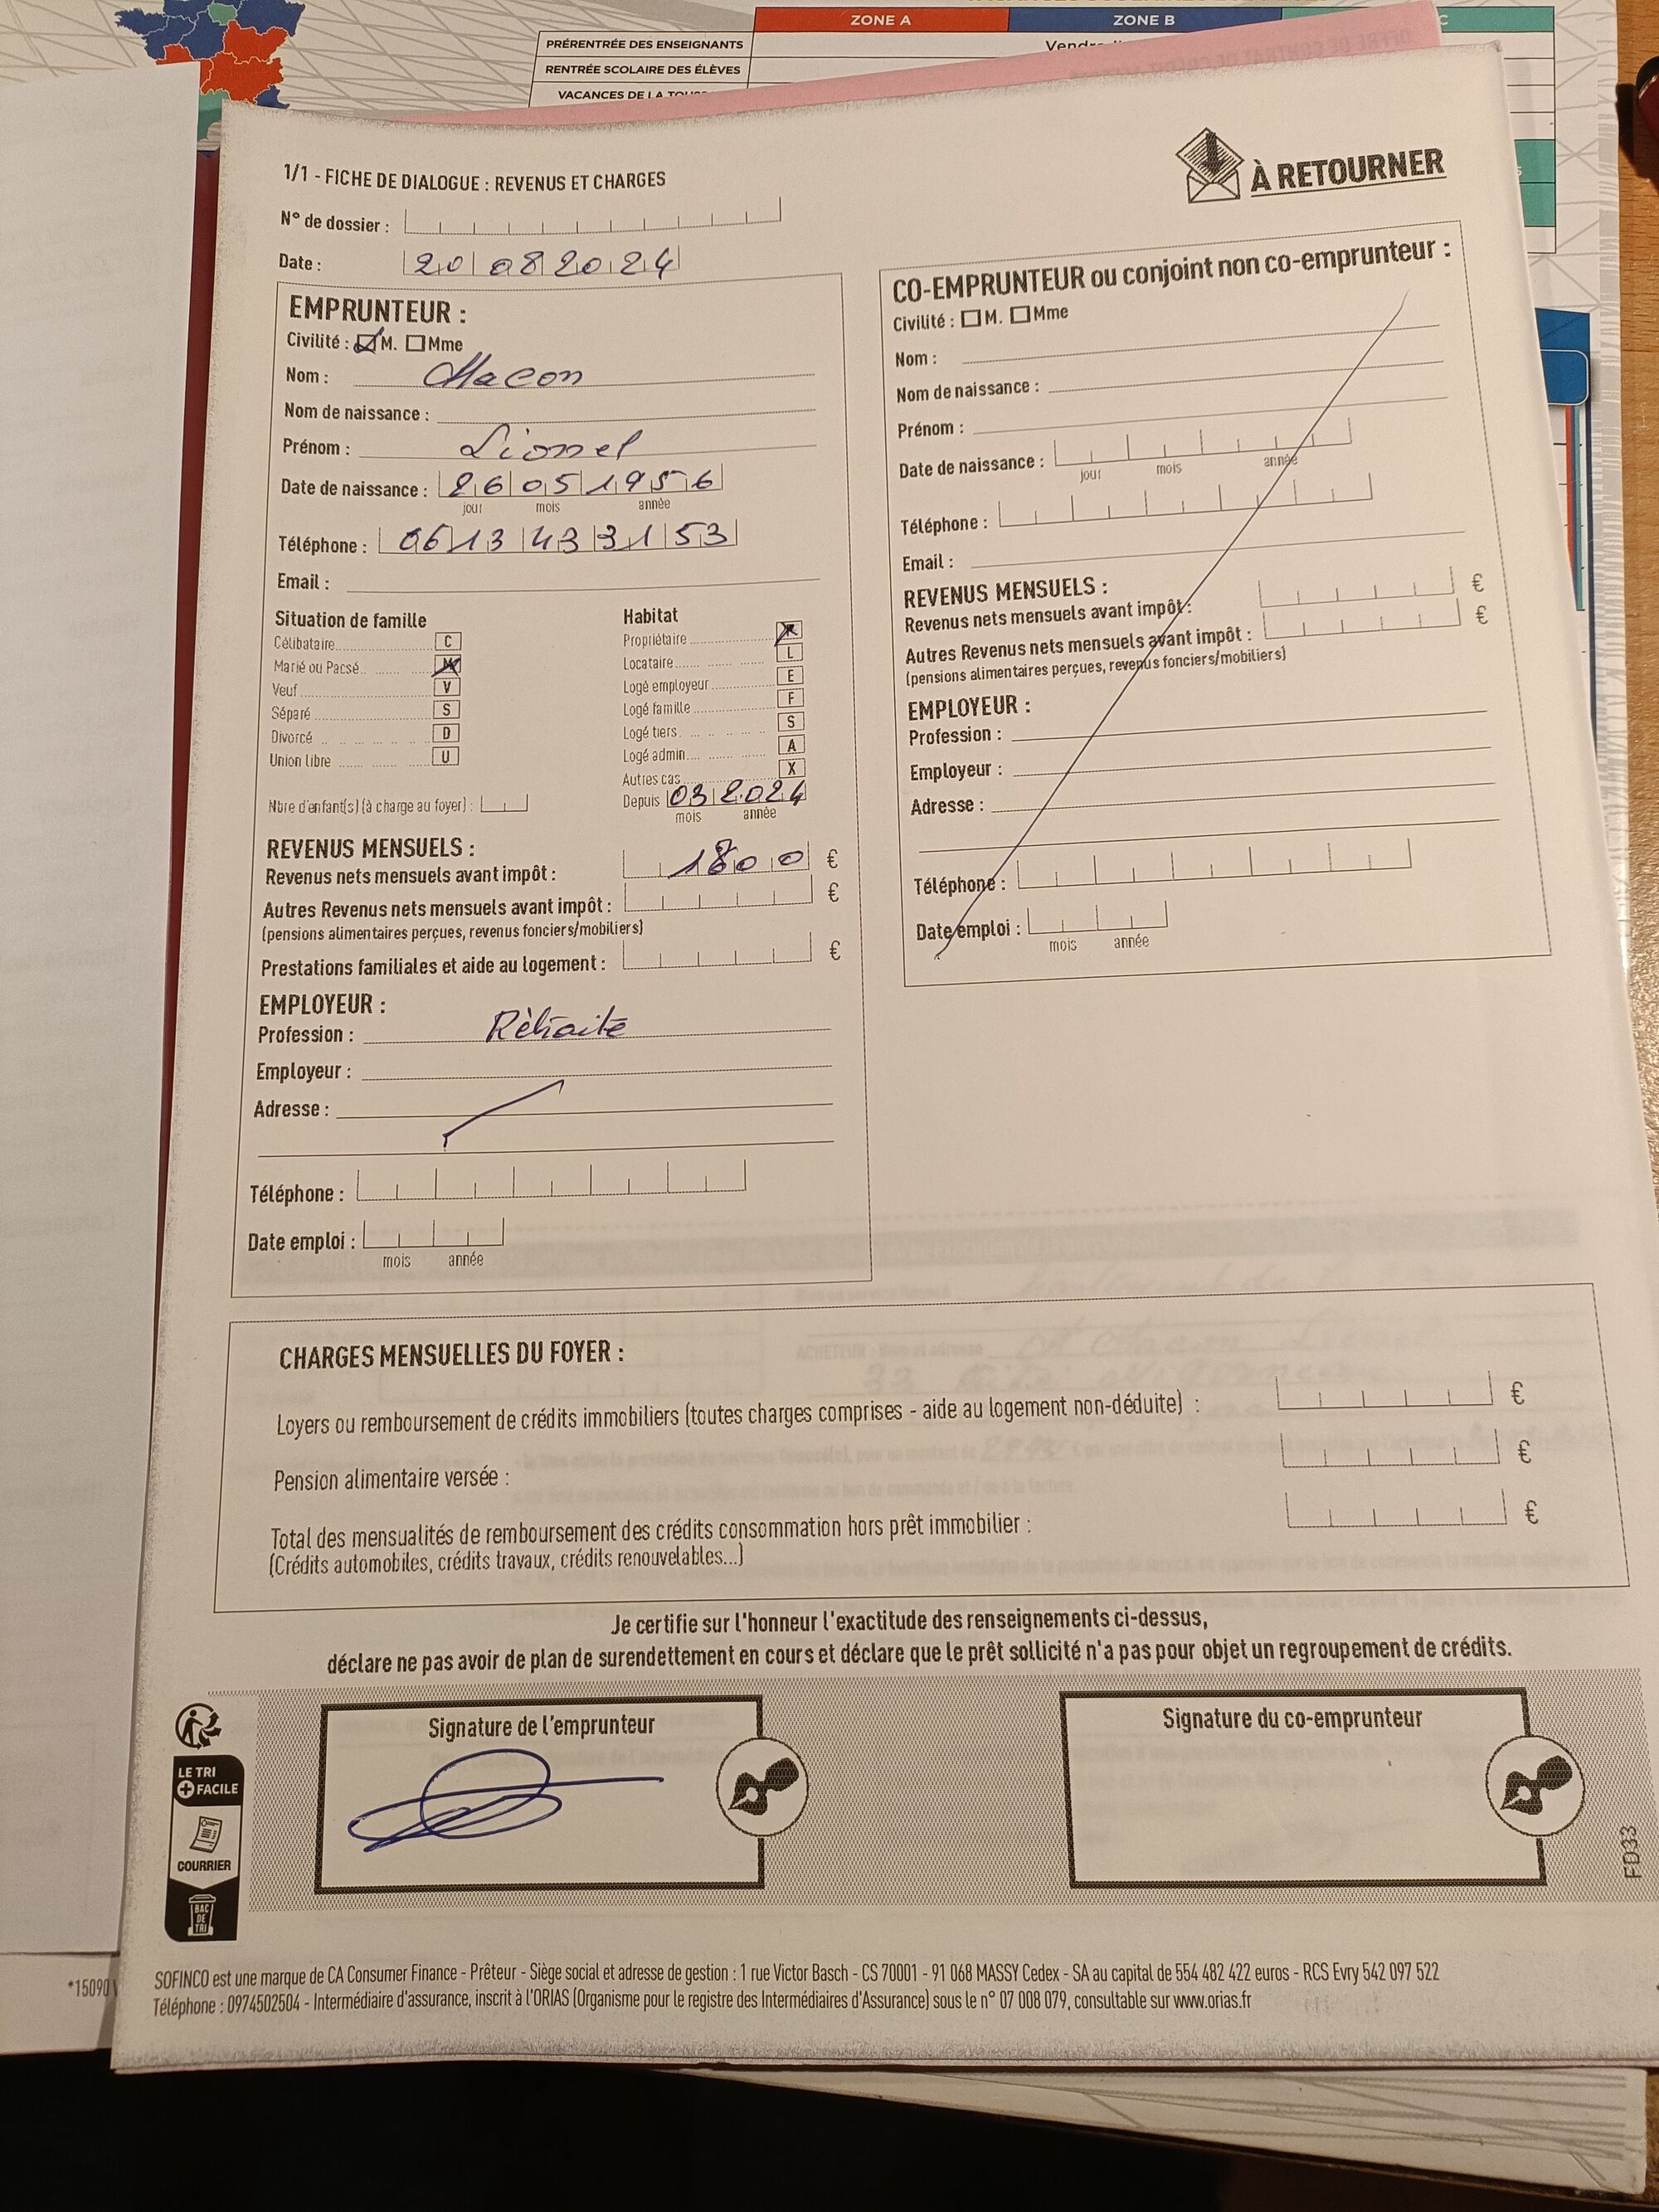 ZONE A
ZONE B
C
PRÉRENTRÉE DES ENSEIGNANTS
RENTRÉE SCOLAIRE DES ÉLÈVES
VACANCES DE LA
1/1 - FICHE DE DIALOGUE : REVENUS ET CHARGES
À RETOURNER
N° de dossier :
Date : 20 08 2024
EMPRUNTEUR :
Civilité : M. Mme
Nom : Macon
Nom de naissance :
Prénom : Lionel
Date de naissance : 26 05 1956
jour mois année
Téléphone : 06 13 43 31 53
Email :
Situation de famille
Célibataire C
Marié ou Pacsé M
Veuf V
Séparé S
Divorcé D
Union libre U
Nbre d'enfant(s) (à charge au foyer) :
Habitat
Propriétaire
Locataire L
Logé employeur E
Logé famille F
Logé tiers S
Logé admin A
Autres cas X
Depuis 03 2024
mois année
REVENUS MENSUELS :
Revenus nets mensuels avant impôt : 1800 €
Autres Revenus nets mensuels avant impôt : €
(pensions alimentaires perçues, revenus fonciers/mobiliers)
Prestations familiales et aide au logement : €
EMPLOYEUR :
Profession : Rètraité
Employeur :
Adresse :
Téléphone :
Date emploi :
mois année
CO-EMPRUNTEUR ou conjoint non co-emprunteur :
Civilité : M. Mme
Nom :
Nom de naissance :
Prénom :
Date de naissance :
jour mois année
Téléphone :
Email :
REVENUS MENSUELS :
Revenus nets mensuels avant impôt : €
Autres Revenus nets mensuels avant impôt : €
(pensions alimentaires perçues, revenus fonciers/mobiliers)
EMPLOYEUR :
Profession :
Employeur :
Adresse :
Téléphone :
Date emploi :
mois année
CHARGES MENSUELLES DU FOYER :
Loyers ou remboursement de crédits immobiliers (toutes charges comprises - aide au logement non-déduite) : €
Pension alimentaire versée : €
Total des mensualités de remboursement des crédits consommation hors prêt immobilier : €
(Crédits automobiles, crédits travaux, crédits renouvelables...)
Je certifie sur l'honneur l'exactitude des renseignements ci-dessus,
déclare ne pas avoir de plan de surendettement en cours et déclare que le prêt sollicité n'a pas pour objet un regroupement de crédits.
Signature de l'emprunteur
Signature du co-emprunteur
LE TRI
+ FACILE
COURRIER
BAC
DE
TRI
FD33
*15090
SOFINCO est une marque de CA Consumer Finance - Prêteur - Siège social et adresse de gestion : 1 rue Victor Basch - CS 70001 - 91 068 MASSY Cedex - SA au capital de 554 482 422 euros - RCS Evry 542 097 522
Téléphone : 0974502504 - Intermédiaire d'assurance, inscrit à l'ORIAS (Organisme pour le registre des Intermédiaires d'Assurance) sous le n° 07 008 079, consultable sur www.orias.fr